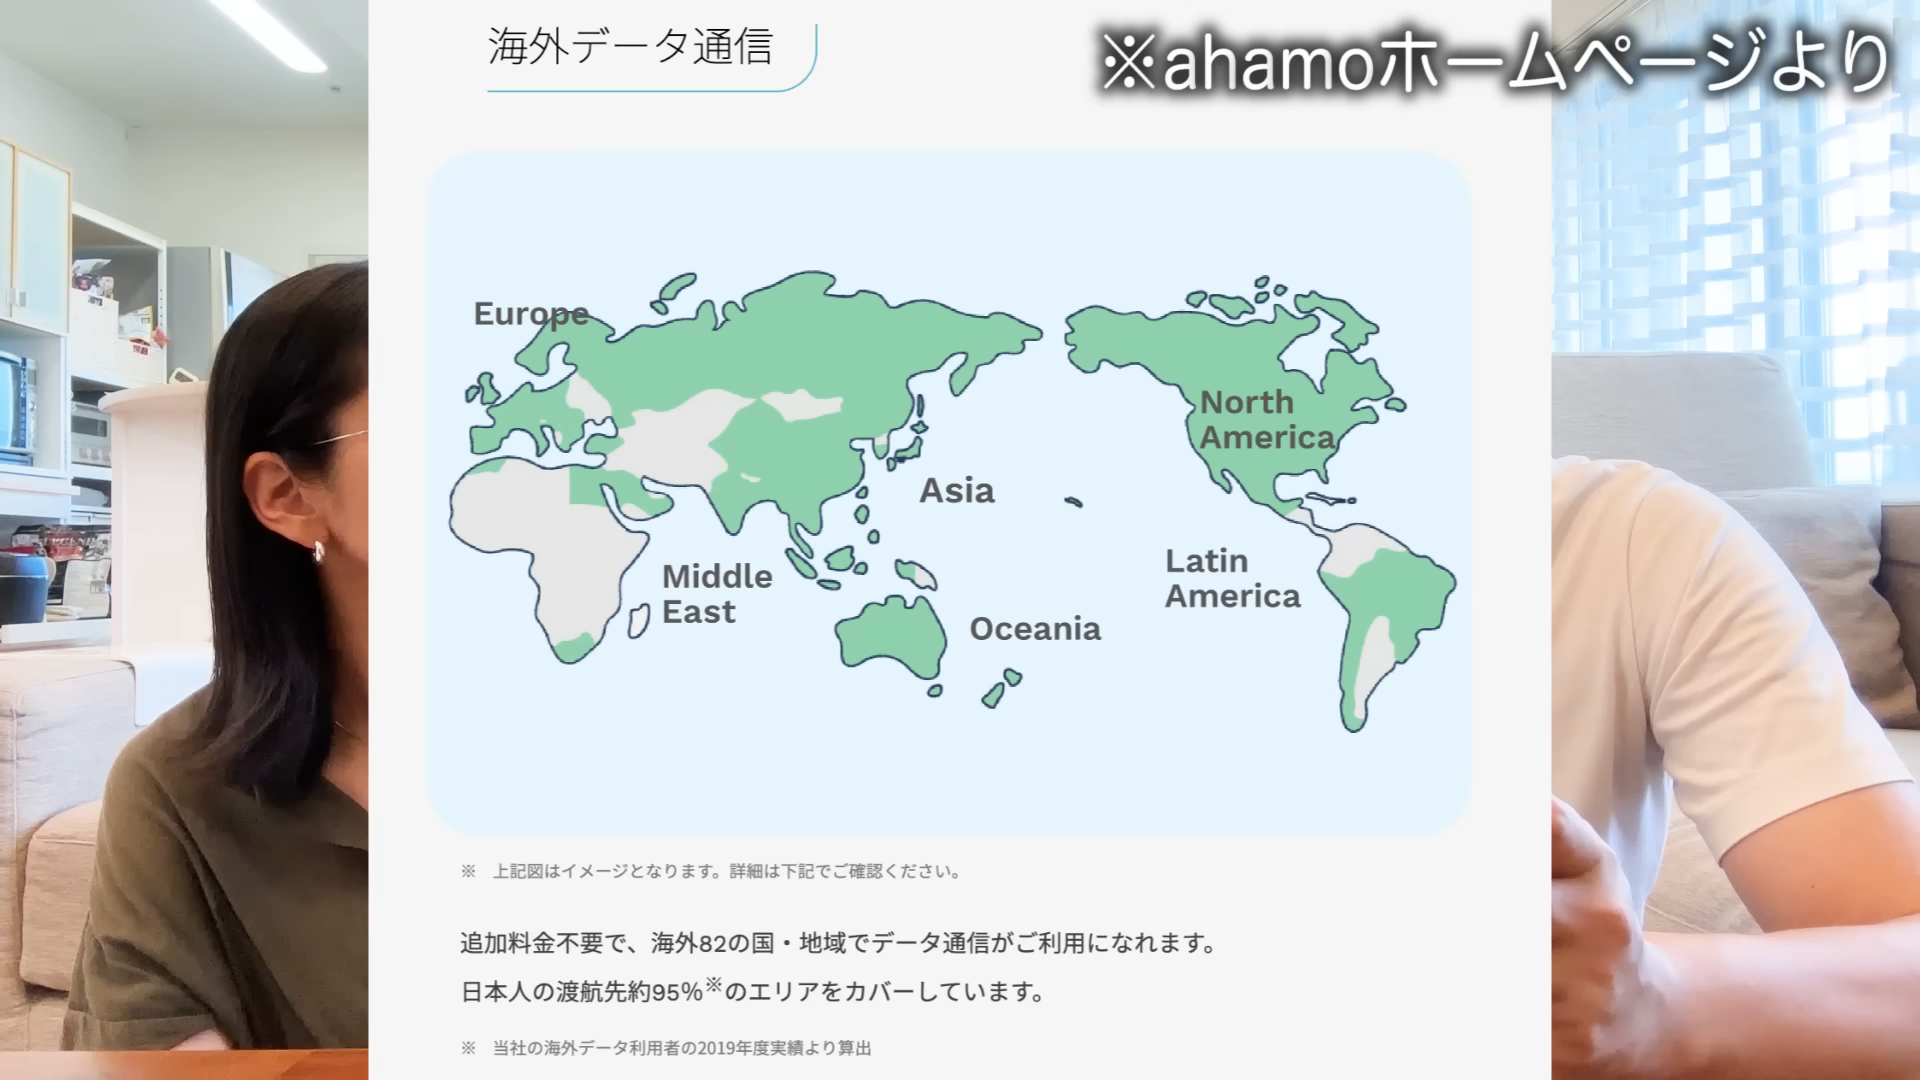 海外データ通信
※ahamoホームページより
Europe
North
America
Asia
Middle
East
Latin
America
Oceania
※ 上記図はイメージとなります。詳細は下記でご確認ください。
追加料金不要で、海外82の国・地域でデータ通信がご利用になれます。
日本人の渡航先約95%※のエリアをカバーしています。
※ 当社の海外データ利用者の2019年度実績より算出